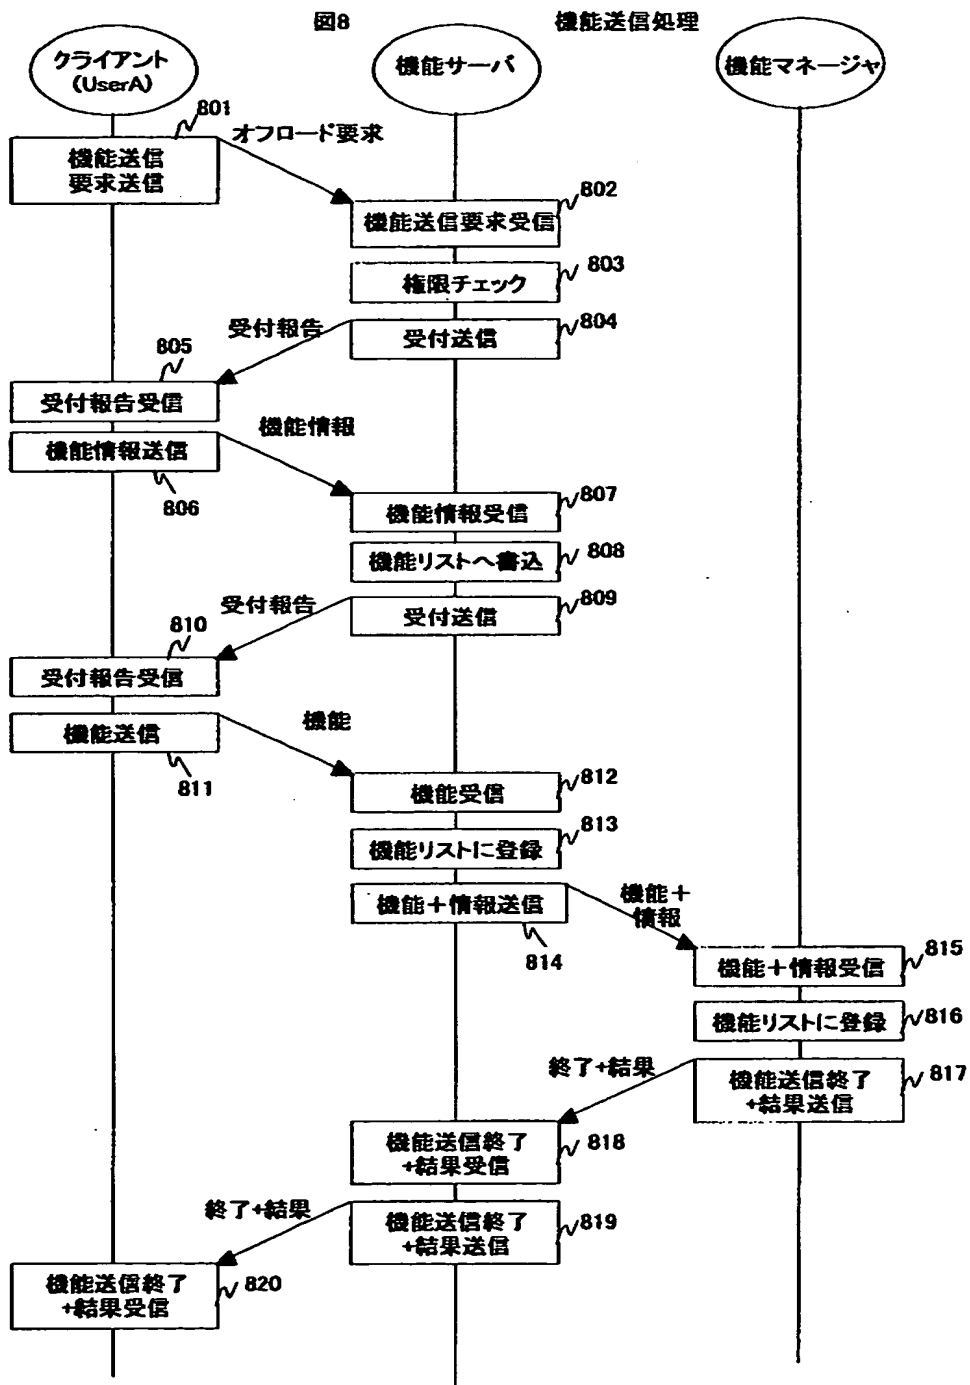 図8
機能送信処理
クライアント
(UserA)
機能サーバ
機能マネージャ
801
オフロード要求
機能送信
要求送信
802
機能送信要求受信
803
権限チェック
804
受付報告
受付送信
805
受付報告受信
機能情報
機能情報送信
806
807
機能情報受信
808
機能リストへ書込
809
受付報告
受付送信
810
受付報告受信
機能
機能送信
811
812
機能受信
813
機能リストに登録
機能+情報送信
機能+
情報
814
815
機能+情報受信
816
機能リストに登録
終了+結果
817
機能送信終了
+結果送信
818
機能送信終了
+結果受信
終了+結果
819
機能送信終了
+結果送信
820
機能送信終了
+結果受信